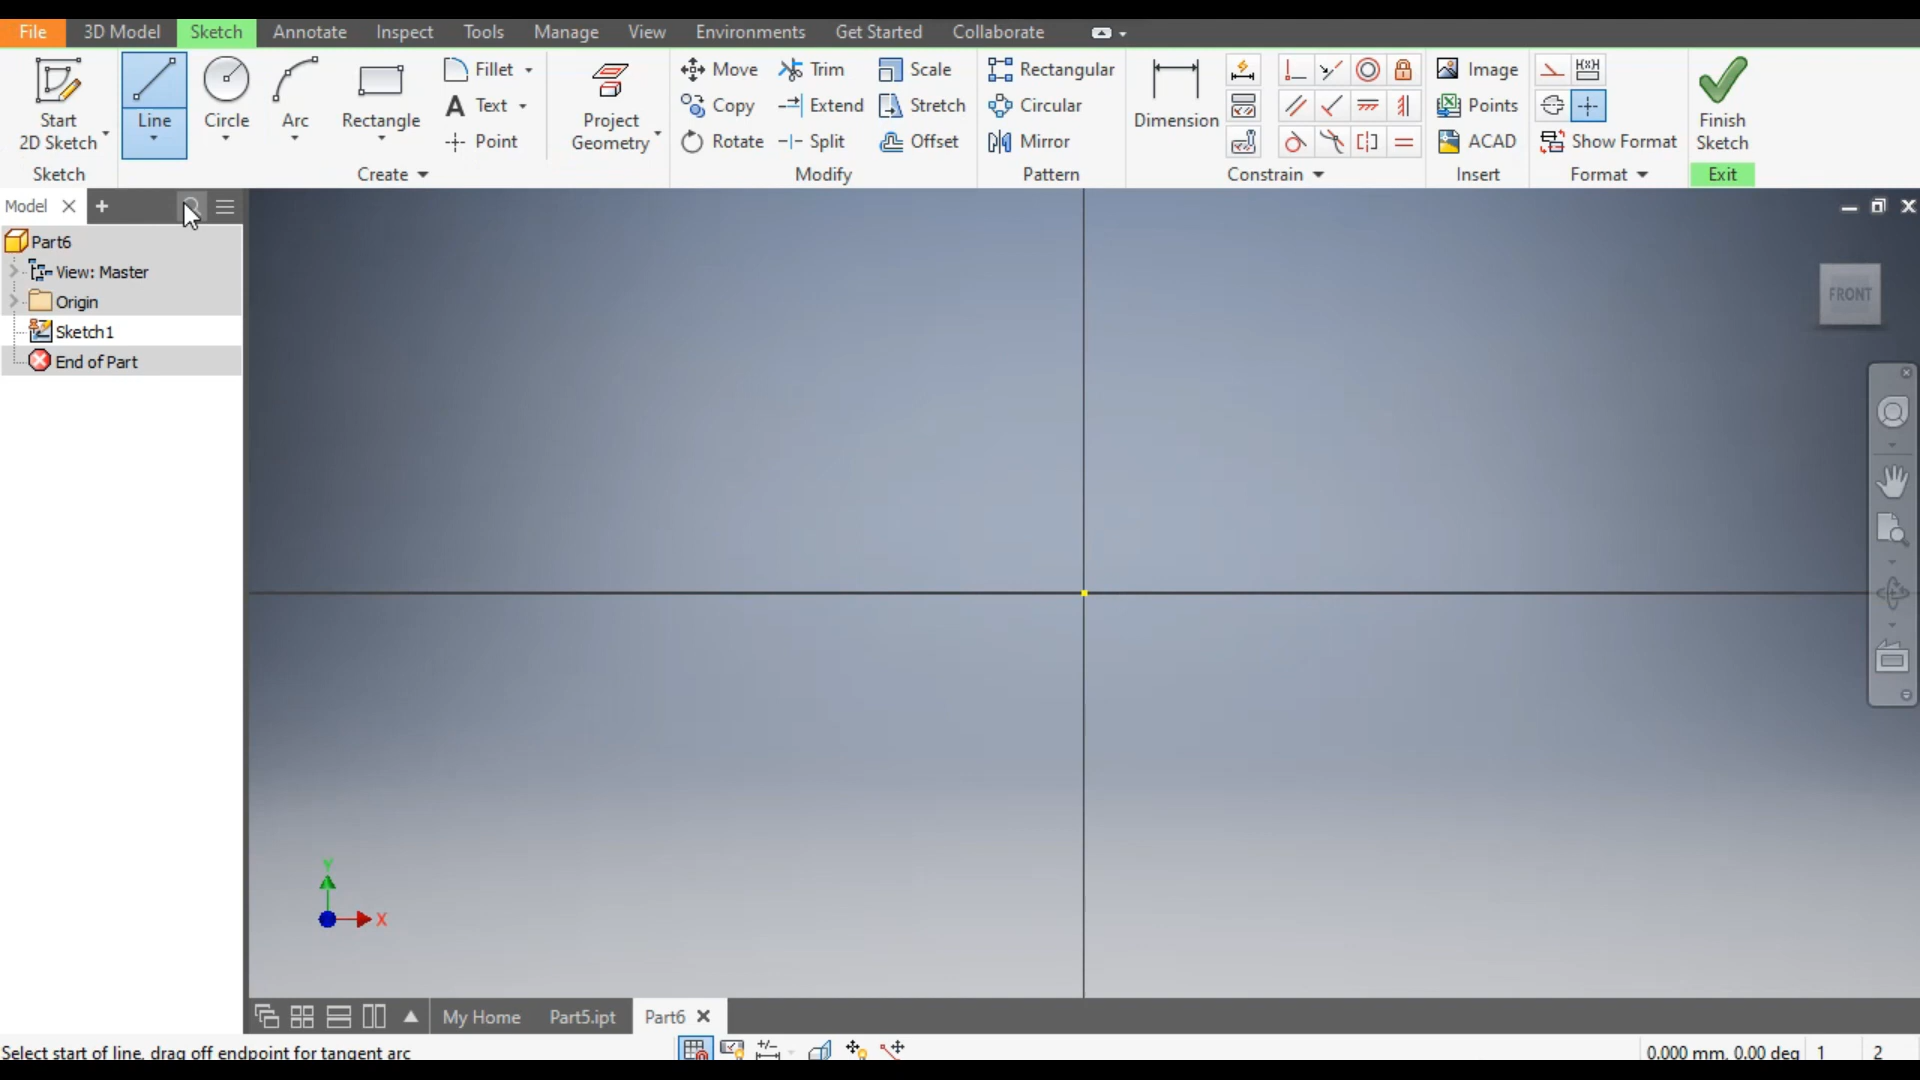 File 3D Model Sketch Annotate Inspect Tools Manage View Environments Get Started Collaborate
Start
2D Sketch
Line
Circle
Arc
Rectangle
Fillet
Text
Point
Project
Geometry
Move
Copy
Rotate
Trim
Extend
Split
Scale
Stretch
Offset
Rectangular
Circular
Mirror
Dimension
Image
Points
ACAD
Show Format
Finish
Sketch
Sketch Create Modify Pattern Constrain Insert Format Exit
Model
Part6
View: Master
Origin
Sketch1
End of Part
FRONT
Y
X
My Home Part5.ipt Part6
Select start of line, drag off endpoint for tangent arc
0.000 mm, 0.00 deg 1 2